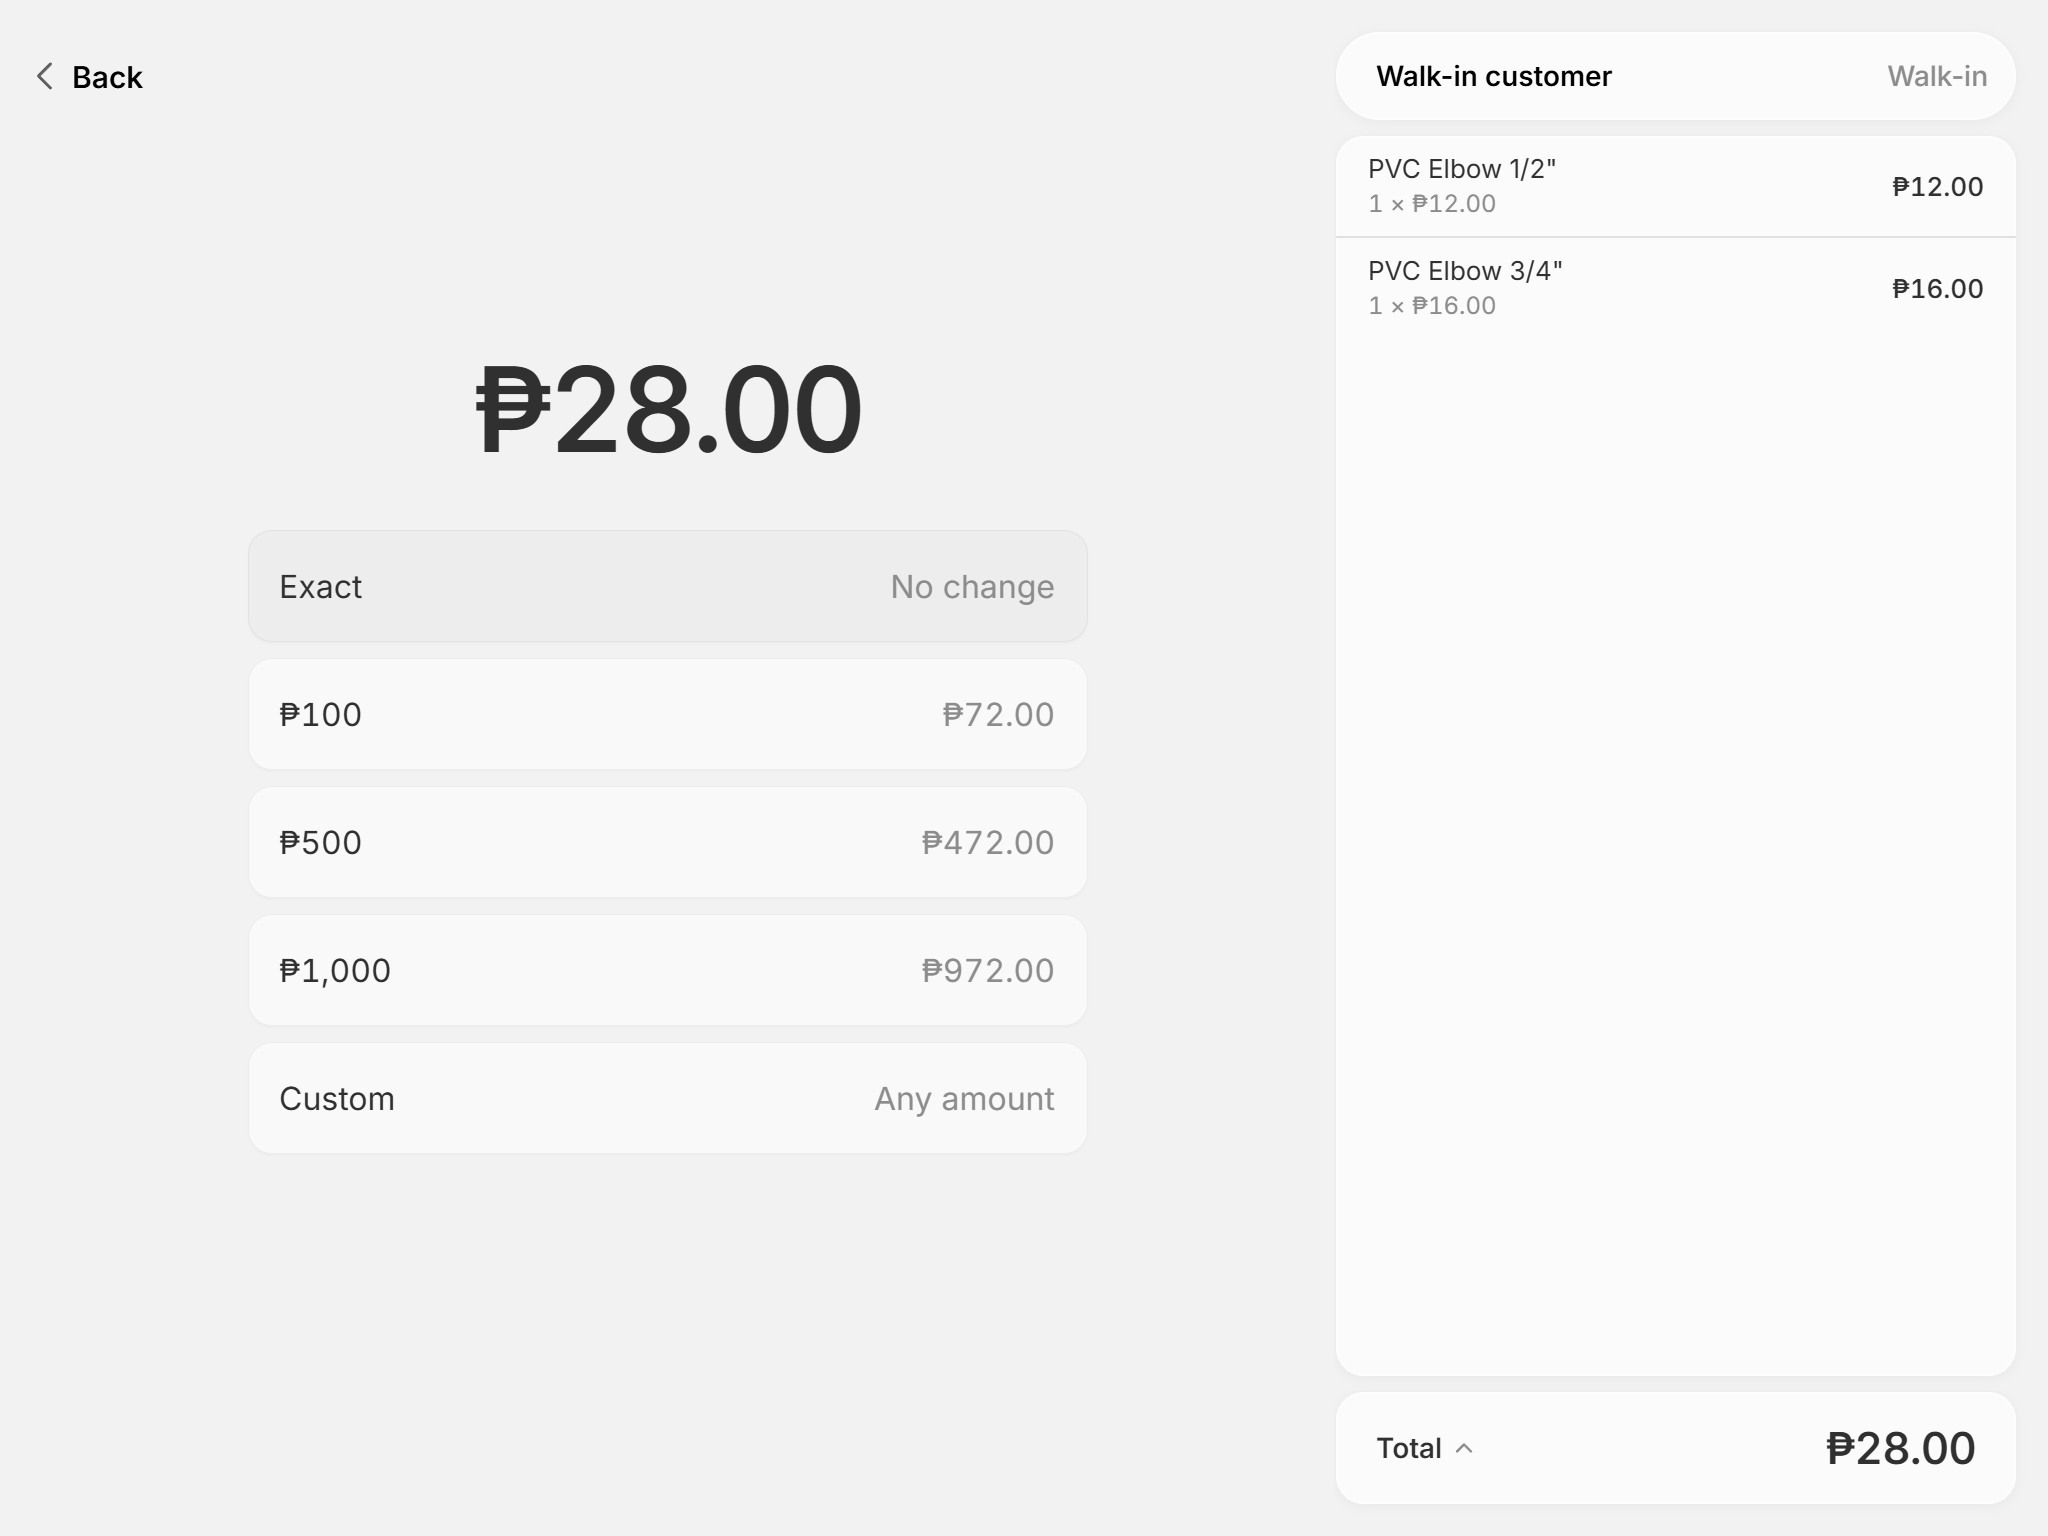 Back
₱28.00
Exact
No change
₱100
₱72.00
₱500
₱472.00
₱1,000
₱972.00
Custom
Any amount
Walk-in customer
Walk-in
PVC Elbow 1/2"
1 × ₱12.00
₱12.00
PVC Elbow 3/4"
1 × ₱16.00
₱16.00
Total
₱28.00